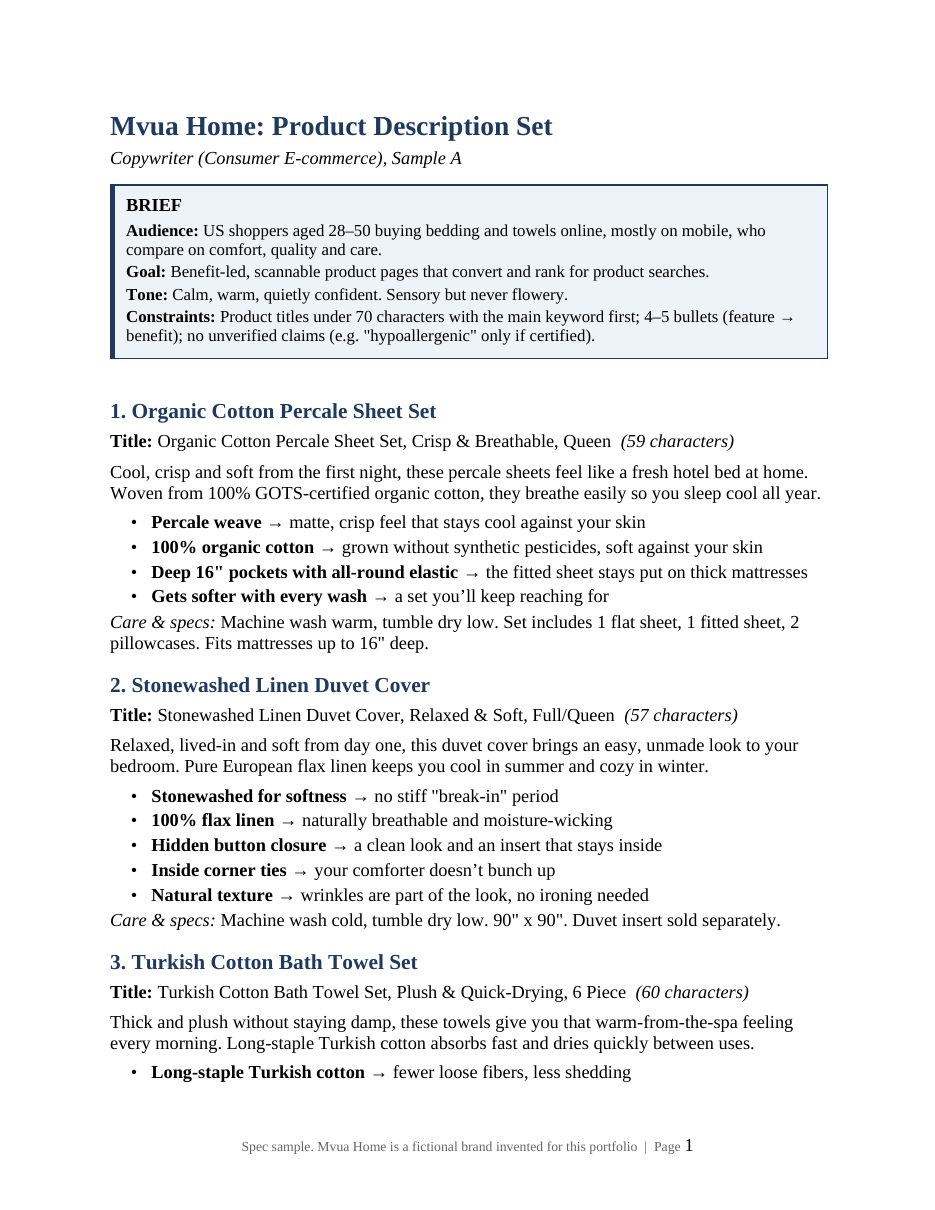 Mvua Home: Product Description Set
Copywriter (Consumer E-commerce), Sample A
BRIEF
Audience: US shoppers aged 28–50 buying bedding and towels online, mostly on mobile, who
compare on comfort, quality and care.
Goal: Benefit-led, scannable product pages that convert and rank for product searches.
Tone: Calm, warm, quietly confident. Sensory but never flowery.
Constraints: Product titles under 70 characters with the main keyword first; 4–5 bullets (feature →
benefit); no unverified claims (e.g. "hypoallergenic" only if certified).
1. Organic Cotton Percale Sheet Set
Title: Organic Cotton Percale Sheet Set, Crisp & Breathable, Queen (59 characters)
Cool, crisp and soft from the first night, these percale sheets feel like a fresh hotel bed at home.
Woven from 100% GOTS-certified organic cotton, they breathe easily so you sleep cool all year.
• Percale weave → matte, crisp feel that stays cool against your skin
• 100% organic cotton → grown without synthetic pesticides, soft against your skin
• Deep 16" pockets with all-round elastic → the fitted sheet stays put on thick mattresses
• Gets softer with every wash → a set you’ll keep reaching for
Care & specs: Machine wash warm, tumble dry low. Set includes 1 flat sheet, 1 fitted sheet, 2
pillowcases. Fits mattresses up to 16" deep.
2. Stonewashed Linen Duvet Cover
Title: Stonewashed Linen Duvet Cover, Relaxed & Soft, Full/Queen (57 characters)
Relaxed, lived-in and soft from day one, this duvet cover brings an easy, unmade look to your
bedroom. Pure European flax linen keeps you cool in summer and cozy in winter.
• Stonewashed for softness → no stiff "break-in" period
• 100% flax linen → naturally breathable and moisture-wicking
• Hidden button closure → a clean look and an insert that stays inside
• Inside corner ties → your comforter doesn’t bunch up
• Natural texture → wrinkles are part of the look, no ironing needed
Care & specs: Machine wash cold, tumble dry low. 90" x 90". Duvet insert sold separately.
3. Turkish Cotton Bath Towel Set
Title: Turkish Cotton Bath Towel Set, Plush & Quick-Drying, 6 Piece (60 characters)
Thick and plush without staying damp, these towels give you that warm-from-the-spa feeling
every morning. Long-staple Turkish cotton absorbs fast and dries quickly between uses.
• Long-staple Turkish cotton → fewer loose fibers, less shedding
Spec sample. Mvua Home is a fictional brand invented for this portfolio | Page 1